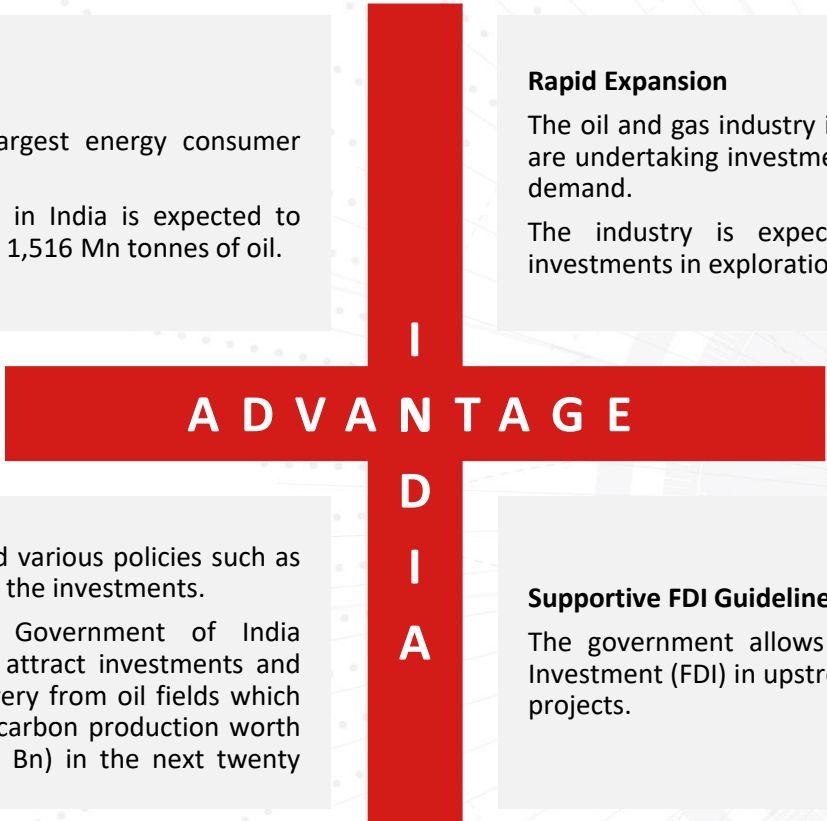 argest energy consumer
in India is expected to
1,516 Mn tonnes of oil.
Rapid Expansion
The oil and gas industry i
are undertaking investme
demand.
The industry is expec
investments in exploratio
I
ADVANTAGE
D
I
A
d various policies such as
the investments.
Government of India
attract investments and
ery from oil fields which
carbon production worth
Bn) in the next twenty
Supportive FDI Guideline
The government allows
Investment (FDI) in upstre
projects.